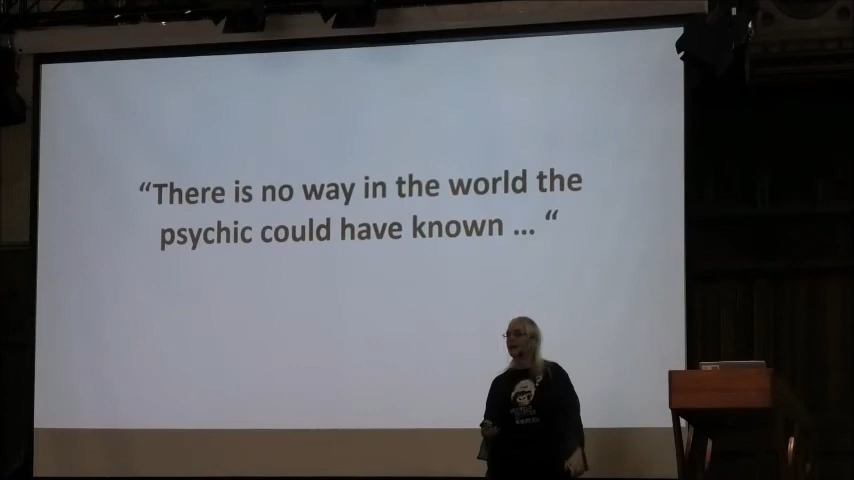 “There is no way in the world the
psychic could have known ... “